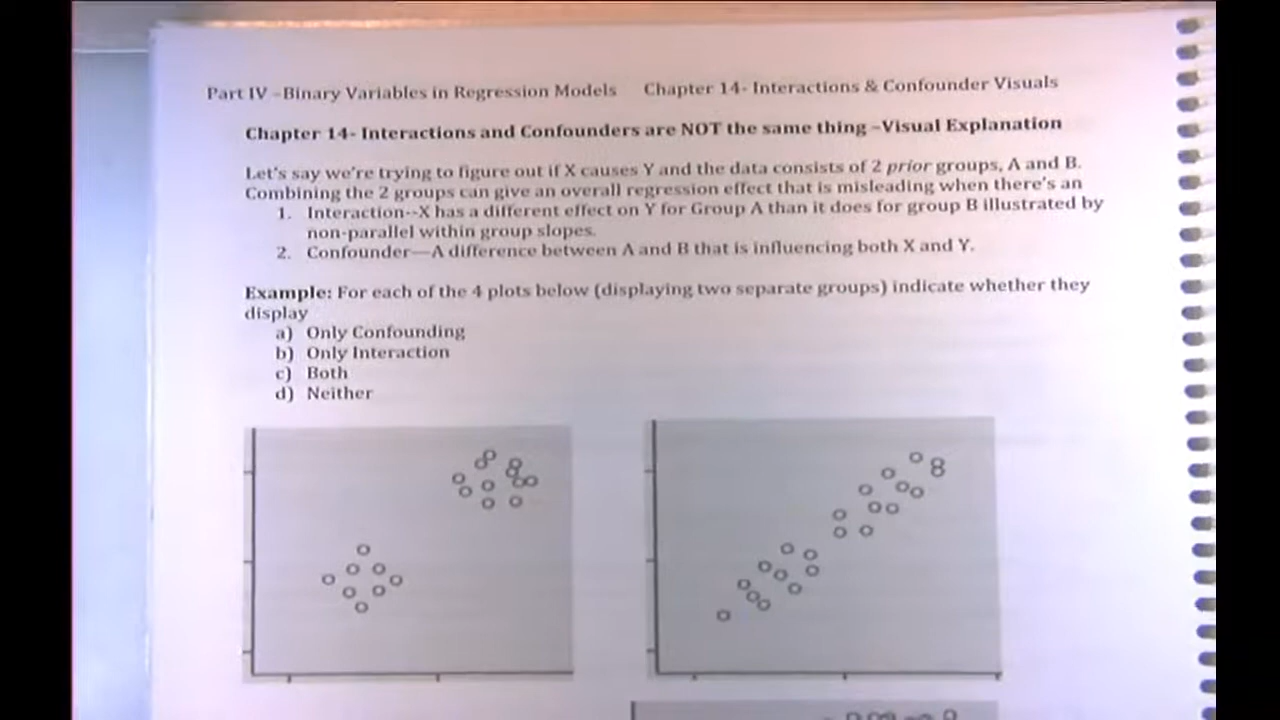 Part IV –Binary Variables in Regression Models Chapter 14- Interactions & Confounder Visuals
Chapter 14- Interactions and Confounders are NOT the same thing –Visual Explanation
Let's say we're trying to figure out if X causes Y and the data consists of 2 prior groups, A and B.
Combining the 2 groups can give an overall regression effect that is misleading when there's an
1. Interaction--X has a different effect on Y for Group A than it does for group B illustrated by
non-parallel within group slopes.
2. Confounder—A difference between A and B that is influencing both X and Y.
Example: For each of the 4 plots below (displaying two separate groups) indicate whether they
display
a) Only Confounding
b) Only Interaction
c) Both
d) Neither